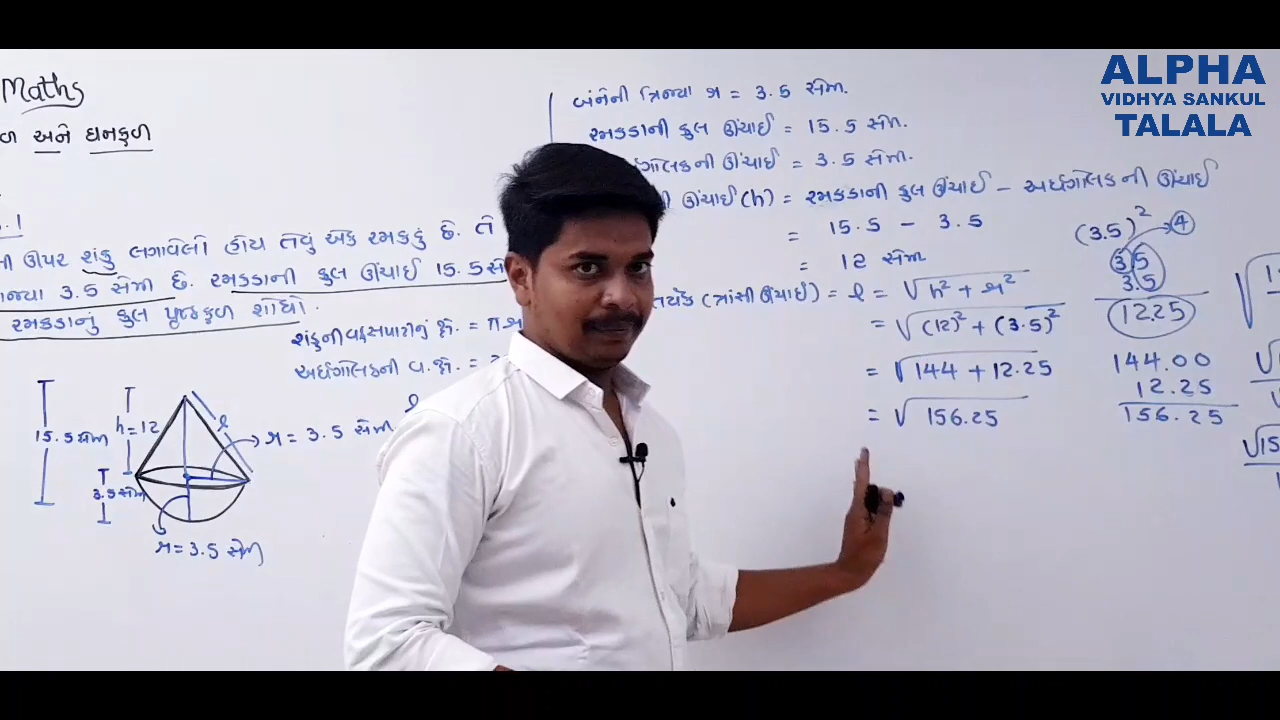 ALPHA
VIDHYA SANKUL
TALALA
Maths
અને ઘનફળ
.1
ની ઉપર શંકુ લગાવેલો હોય તેવું એક રમકડું છે. તે
3.5 સેમી છે. રમકડાની કુલ ઊંચાઈ 15.5 સે
રમકડાનું કુલ પૃષ્ઠફળ શોધો.
શંકુની વક્રસપાટીનું ક્ષે. = πr
અર્ધગોલકની વ.ક્ષે. =
l
15.5 સેમી
h=12
l
r = 3.5 સેમી
3.5 સેમી
r = 3.5 સેમી
બંનેની ત્રિજ્યા r = 3.5 સેમી.
રમકડાની કુલ ઊંચાઈ = 15.5 સેમી.
ગોલકની ઊંચાઈ = 3.5 સેમી.
ઊંચાઈ (h) = રમકડાની કુલ ઊંચાઈ - અર્ધગોલકની ઊંચાઈ
= 15.5 - 3.5
= 12 સેમી
(ત્રાંસી ઊંચાઈ) = l = √h² + r²
= √(12)² + (3.5)²
= √144 + 12.25
= √156.25
(3.5)²
4
3.5
3.5
12.25
144.00
12.25
156.25
√15